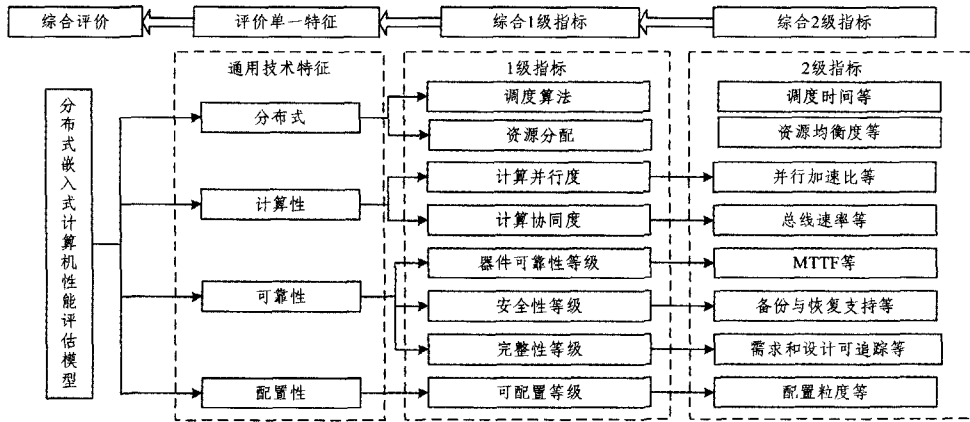 综合评价
评价单一特征
综合1级指标
综合2级指标
通用技术特征
1级指标
2级指标
分布式嵌入式计算机性能评估模型
分布式
调度算法
调度时间等
资源分配
资源均衡度等
计算性
计算并行度
并行加速比等
计算协同度
总线速率等
可靠性
器件可靠性等级
MTTF等
安全性等级
备份与恢复支持等
完整性等级
需求和设计可追踪等
配置性
可配置等级
配置粒度等